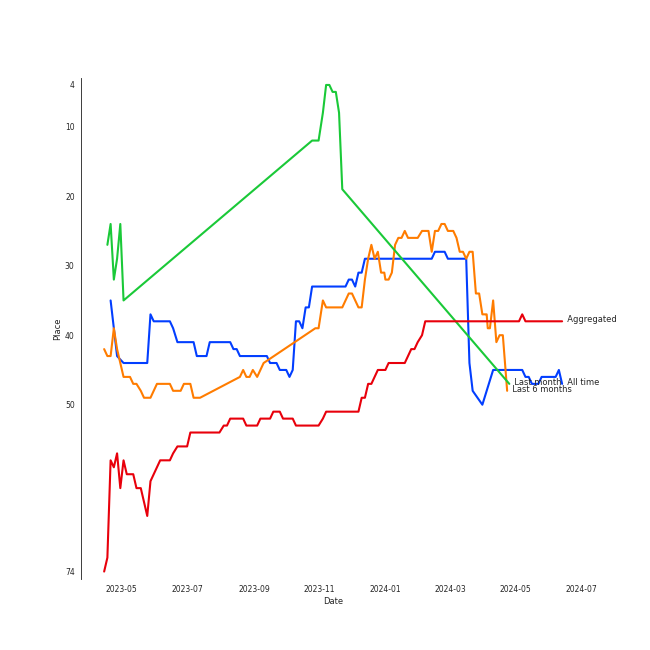 4
10
20
30
40
50
74
Place
Aggregated
Last month
All time
Last 6 months
2023-05
2023-07
2023-09
2023-11
2024-01
2024-03
2024-05
2024-07
Date